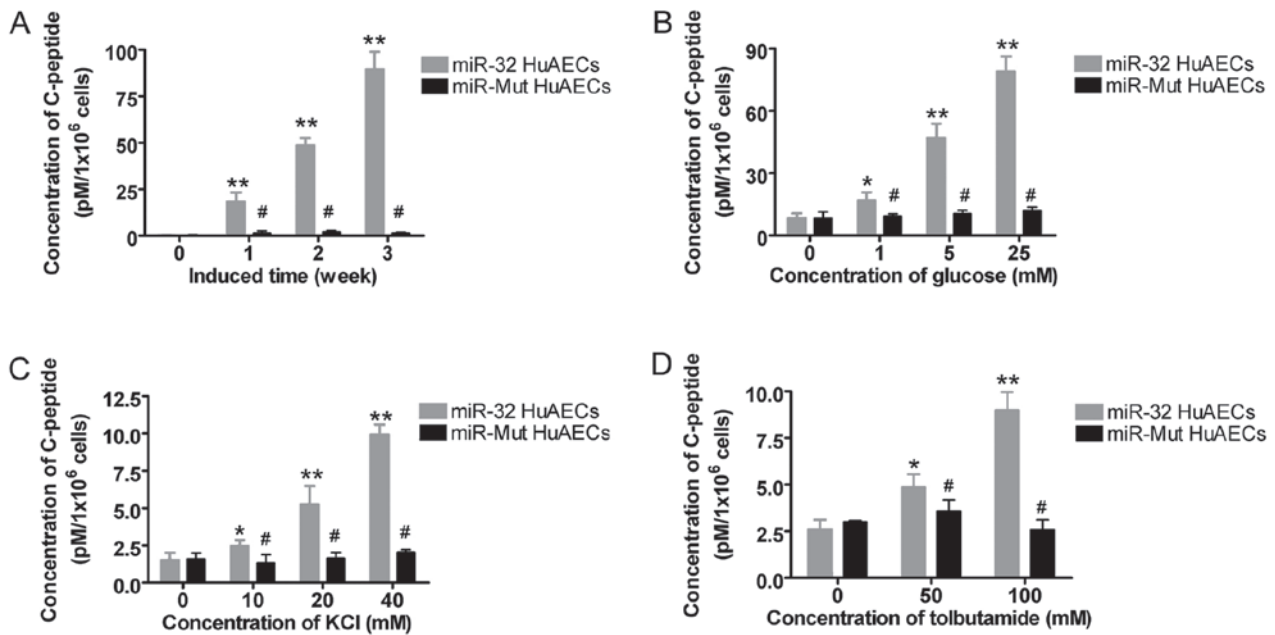 A
Concentration of C-peptide
(pM/1x10⁶ cells)
100
75
50
25
0
**
**
**
#
#
#
0 1 2 3
Induced time (week)
miR-32 HuAECs
miR-Mut HuAECs
B
Concentration of C-peptide
(pM/1x10⁶ cells)
90
60
30
0
*
**
**
#
#
#
0 1 5 25
Concentration of glucose (mM)
miR-32 HuAECs
miR-Mut HuAECs
C
Concentration of C-peptide
(pM/1x10⁶ cells)
12.5
10.0
7.5
5.0
2.5
0.0
*
**
**
#
#
#
0 10 20 40
Concentration of KCl (mM)
miR-32 HuAECs
miR-Mut HuAECs
D
Concentration of C-peptide
(pM/1x10⁶ cells)
10.0
7.5
5.0
2.5
0.0
*
**
#
#
0 50 100
Concentration of tolbutamide (mM)
miR-32 HuAECs
miR-Mut HuAECs